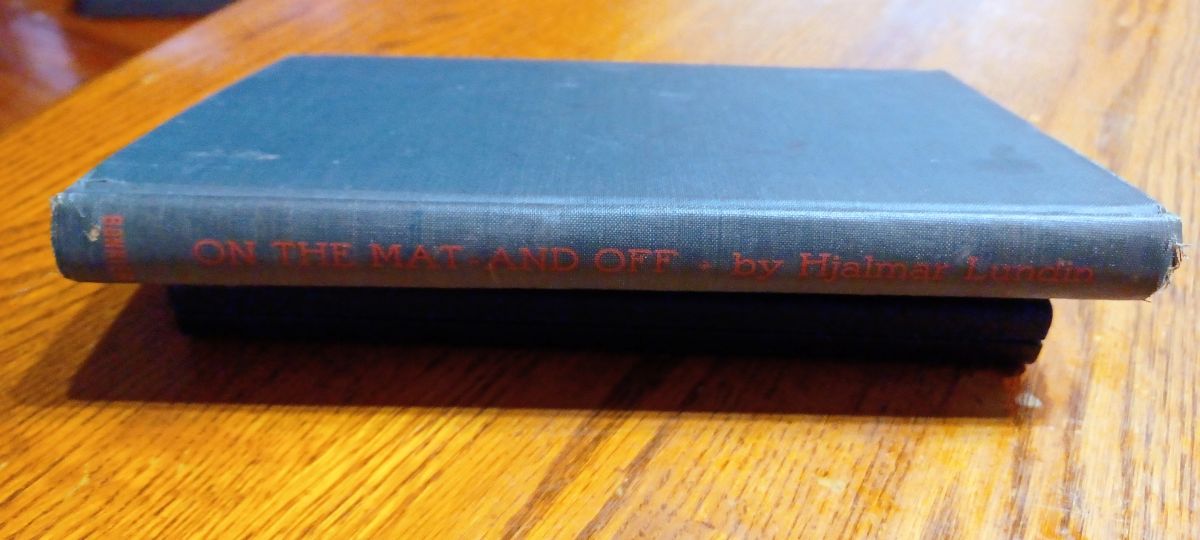 ON THE MAT-AND OFF • by Hjalmar Lundin